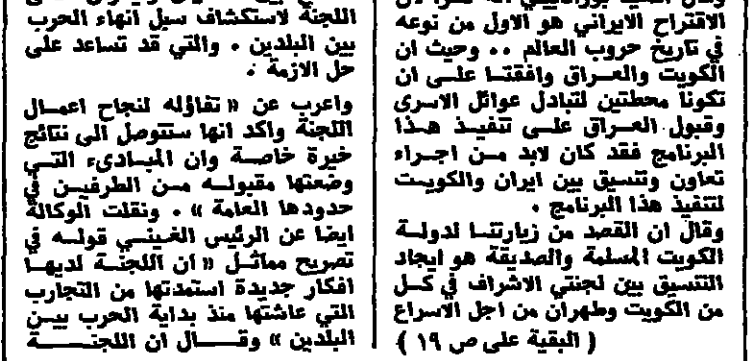 الاقتراح الايراني هو الاول من نوعه
في تاريخ حروب العالم .. وحيث ان
الكويت والعراق وافقتا على ان
تكونا محطتين لتبادل عوائل الاسرى
وقبول العراق على تنفيذ هذا
البرنامج فقد كان لابد من اجراء
تعاون وتنسيق بين ايران والكويت
لتنفيذ هذا البرنامج .
وقال ان القصد من زيارتنا لدولة
الكويت المسلمة والصديقة هو ايجاد
التنسيق بين لجنتي الاشراف في كل
من الكويت وطهران من اجل الاسراع
( البقية على ص ١٩ )
اللجنة لاستكشاف سبل انهاء الحرب
بين البلدين . والتي قد تساعد على
حل الازمة .
واعرب عن « تفاؤله لنجاح اعمال
اللجنة واكد انها ستتوصل الى نتائج
خيرة خاصة وان المبادىء التي
وضعتها مقبوله من الطرفين في
حدودها العامة » . ونقلت الوكالة
ايضا عن الرئيس الغيني قوله في
تصريح مماثل « ان اللجنة لديها
افكار جديدة استمدتها من التجارب
التي عاشتها منذ بداية الحرب بين
البلدين » وقال ان اللجنة